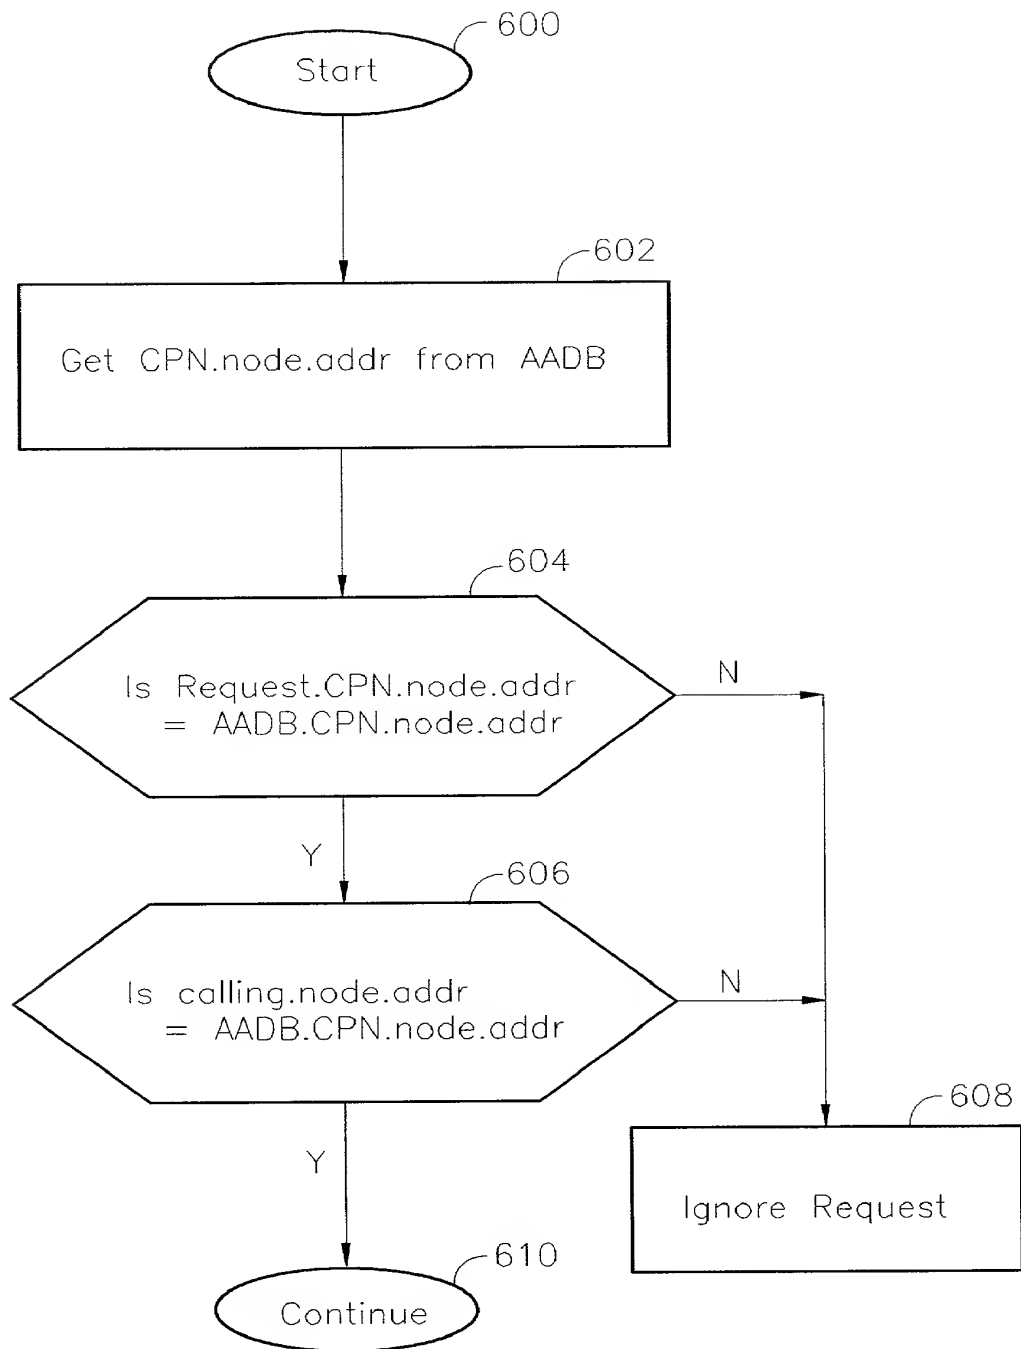 600
Start
602
Get CPN.node.addr from AADB
604
Is Request.CPN.node.addr
= AADB.CPN.node.addr
N
Y
606
Is calling.node.addr
= AADB.CPN.node.addr
N
608
Y
Ignore Request
610
Continue